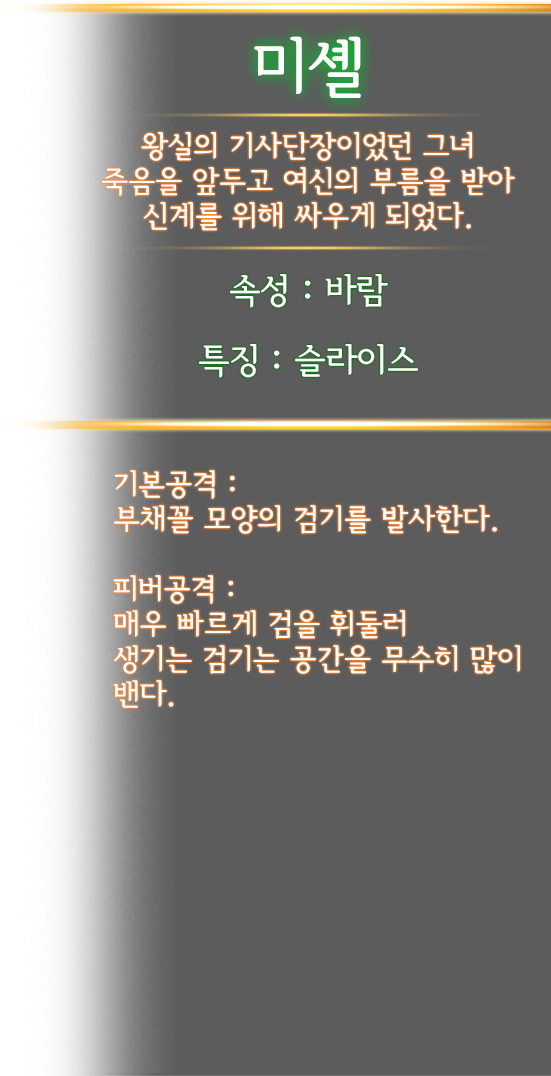 미셸
왕실의 기사단장이었던 그녀
죽음을 앞두고 여신의 부름을 받아
신계를 위해 싸우게 되었다.
속성 : 바람
특징 : 슬라이스
기본공격 :
부채꼴 모양의 검기를 발사한다.
피버공격 :
매우 빠르게 검을 휘둘러
생기는 검기는 공간을 무수히 많이
밴다.